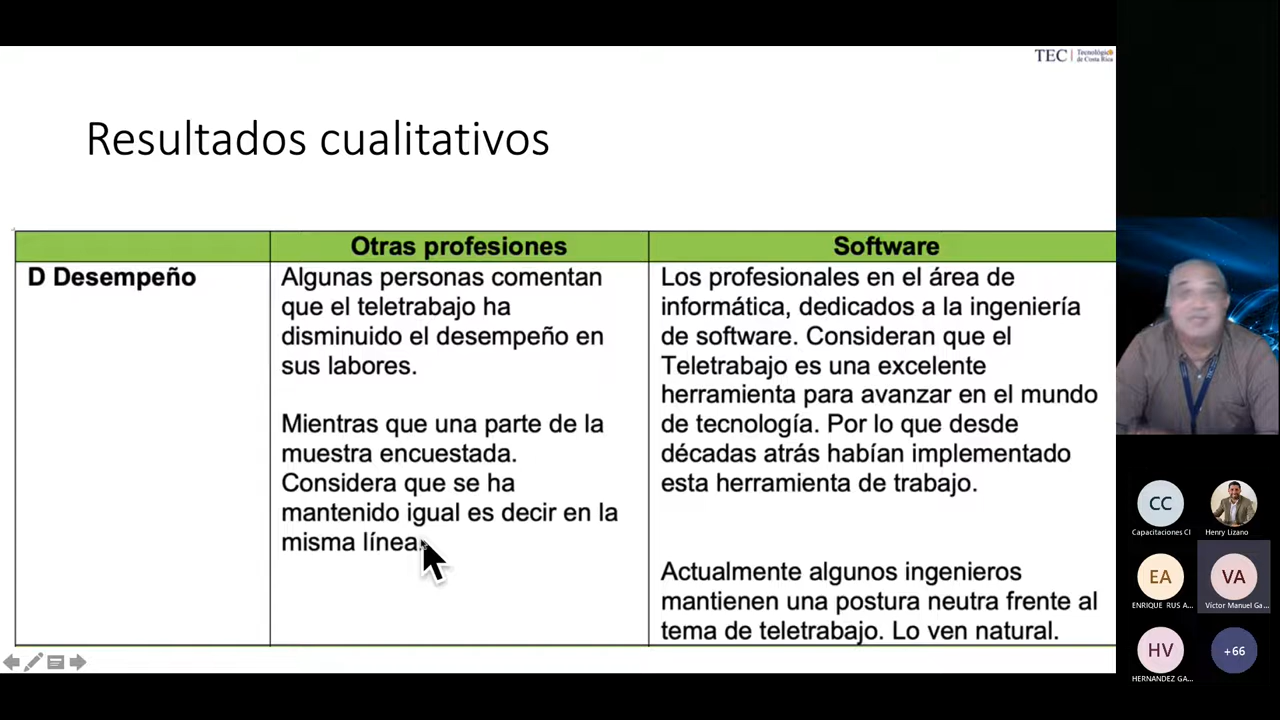 TEC | Tecnológico
de Costa Rica
Resultados cualitativos
Otras profesiones
Software
D Desempeño
Algunas personas comentan
que el teletrabajo ha
disminuido el desempeño en
sus labores.
Mientras que una parte de la
muestra encuestada.
Considera que se ha
mantenido igual es decir en la
misma línea.
Los profesionales en el área de
informática, dedicados a la ingeniería
de software. Consideran que el
Teletrabajo es una excelente
herramienta para avanzar en el mundo
de tecnología. Por lo que desde
décadas atrás habían implementado
esta herramienta de trabajo.
Actualmente algunos ingenieros
mantienen una postura neutra frente al
tema de teletrabajo. Lo ven natural.
CC
Capacitaciones CI
Henry Lizano
EA
ENRIQUE RUS A...
VA
Víctor Manuel Ga...
HV
HERNANDEZ GA...
+66